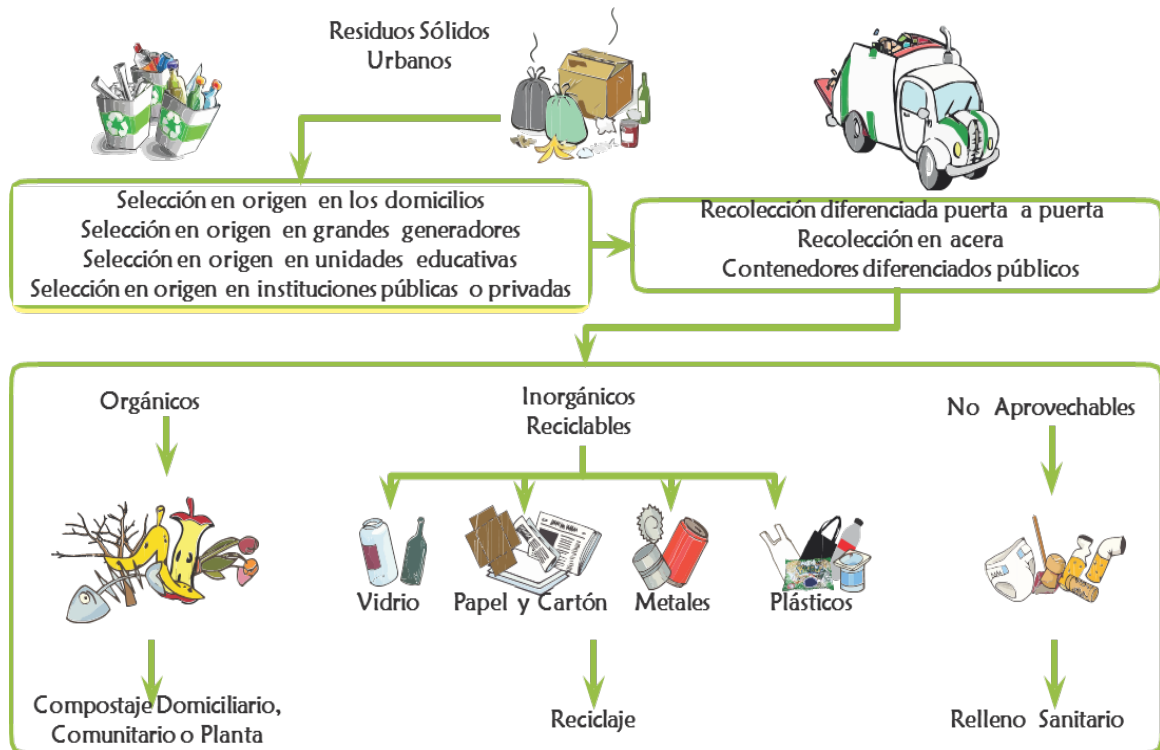 Residuos Sólidos
Urbanos
Selección en origen en los domicilios
Selección en origen en grandes generadores
Selección en origen en unidades educativas
Selección en origen en instituciones públicas o privadas
Recolección diferenciada puerta a puerta
Recolección en acera
Contenedores diferenciados públicos
Orgánicos
Inorgánicos
Reciclables
No Aprovechables
Vidrio
Papel y Cartón
Metales
Plásticos
Compostaje Domiciliario,
Comunitario o Planta
Reciclaje
Relleno Sanitario